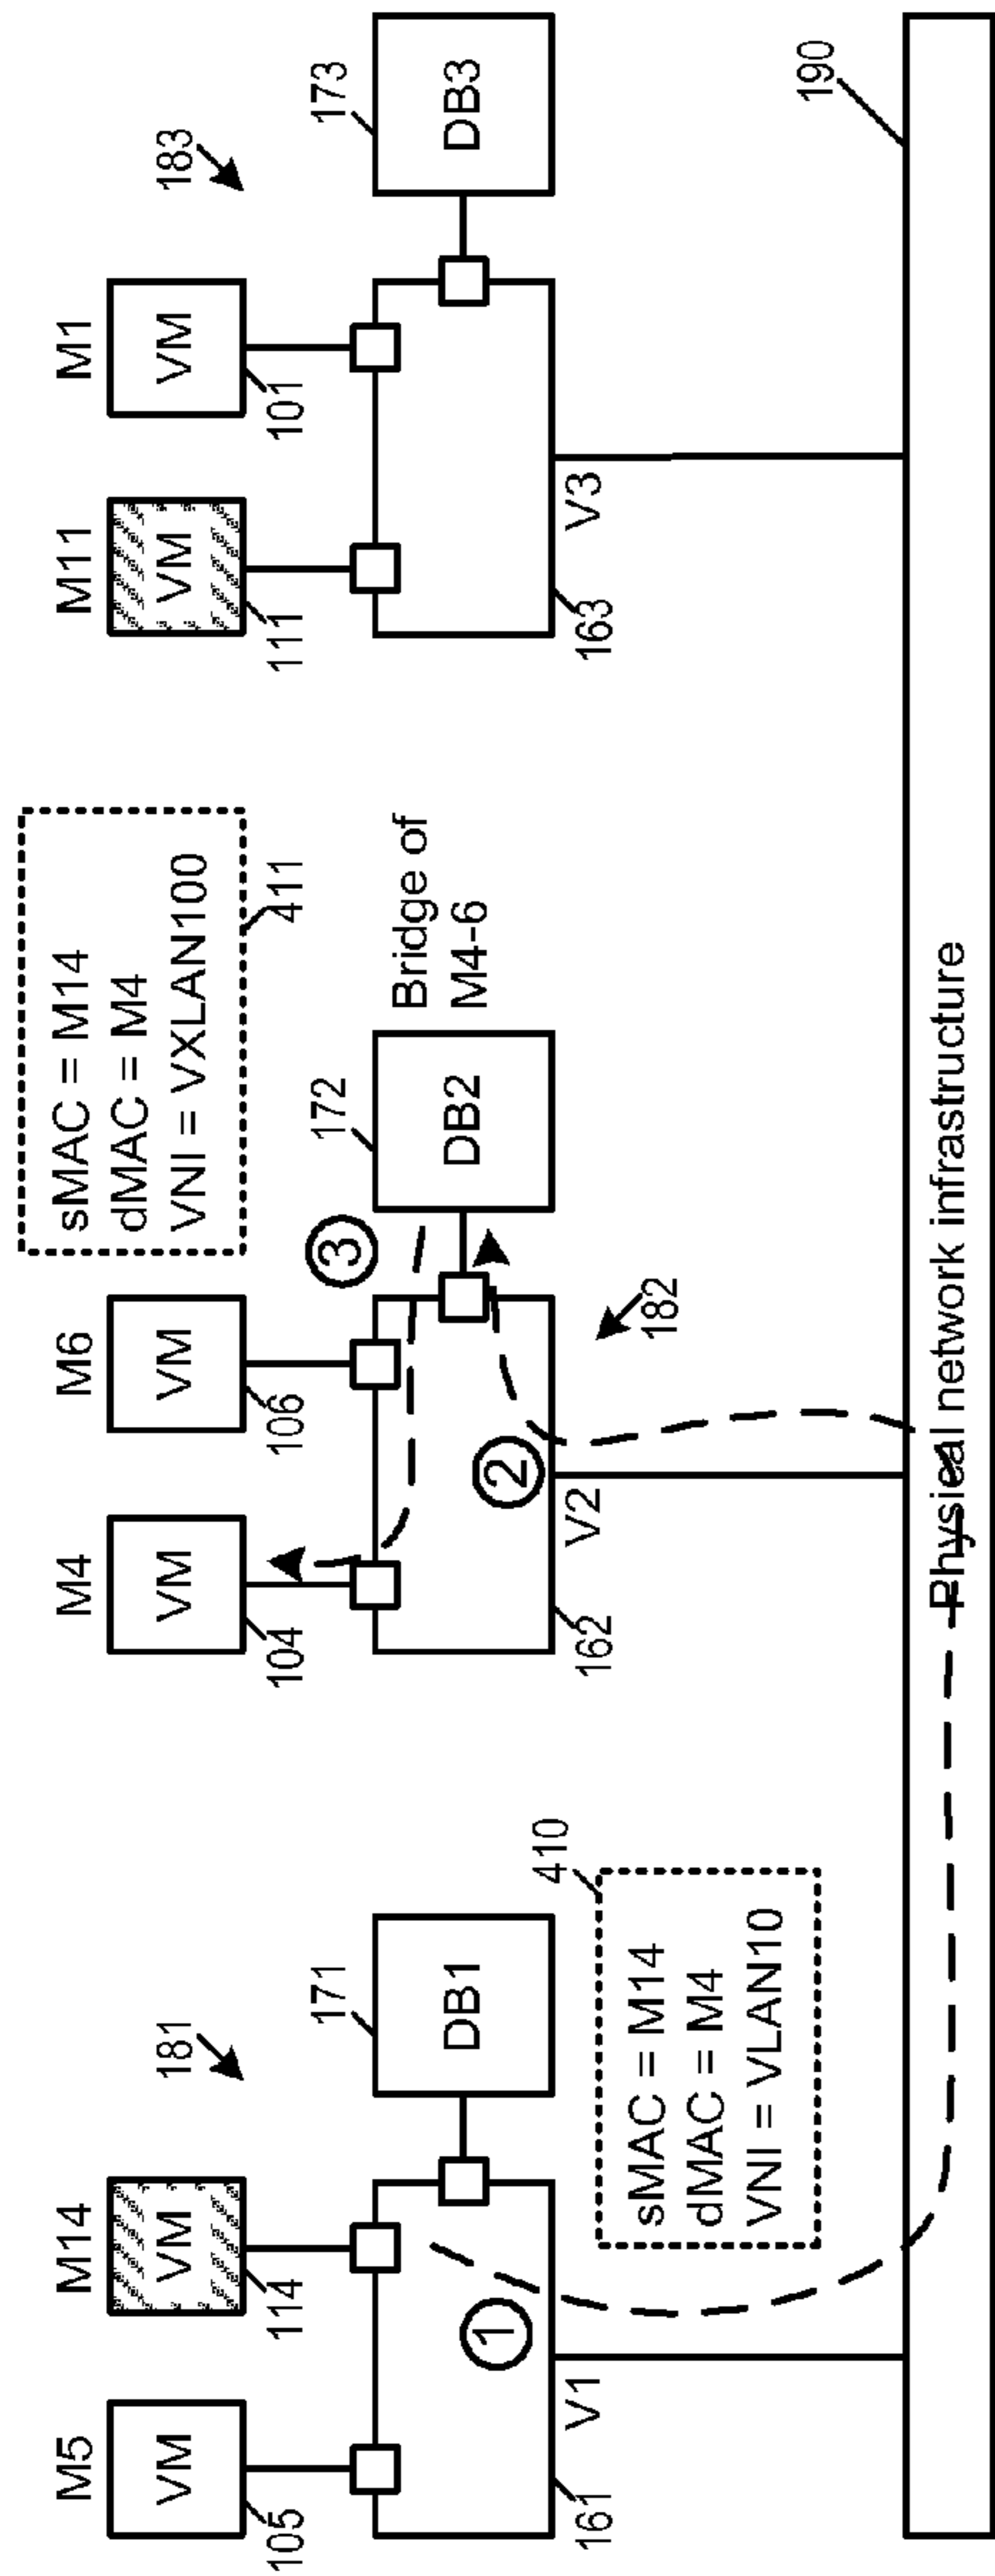 M5
M14
181
M4
M6
sMAC = M14
dMAC = M4
VNI = VXLAN100
411
M11
M1
183
VM
105
VM
114
171
DB1
VM
104
VM
106
3
172
DB2
Bridge of
M4-6
VM
111
VM
101
173
DB3
1
161
V1
410
sMAC = M14
dMAC = M4
VNI = VLAN10
2
162
V2
182
163
V3
190
Physical network infrastructure